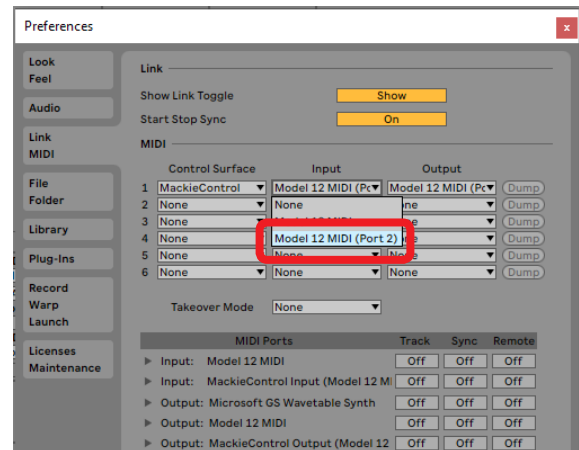 Preferences
x
Look
Feel
Audio
Link
MIDI
File
Folder
Library
Plug-Ins
Record
Warp
Launch
Licenses
Maintenance
Link
Show Link Toggle Show
Start Stop Sync On
MIDI
Control Surface Input Output
1 MackieControl Model 12 MIDI (Pc Model 12 MIDI (Pc Dump
2 None None None Dump
3 None Dump
4 None Model 12 MIDI (Port 2) Dump
5 None None None Dump
6 None None None Dump
Takeover Mode None
MIDI Ports Track Sync Remote
Input: Model 12 MIDI Off Off Off
Input: MackieControl Input (Model 12 MI Off Off Off
Output: Microsoft GS Wavetable Synth Off Off Off
Output: Model 12 MIDI Off Off Off
Output: MackieControl Output (Model 12 Off Off Off